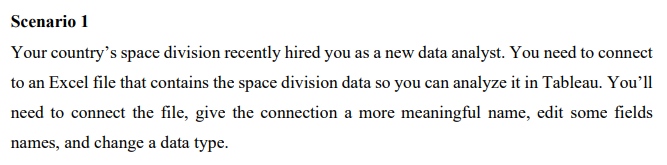 Scenario 1
Your country’s space division recently hired you as a new data analyst. You need to connect
to an Excel file that contains the space division data so you can analyze it in Tableau. You’ll
need to connect the file, give the connection a more meaningful name, edit some fields
names, and change a data type.